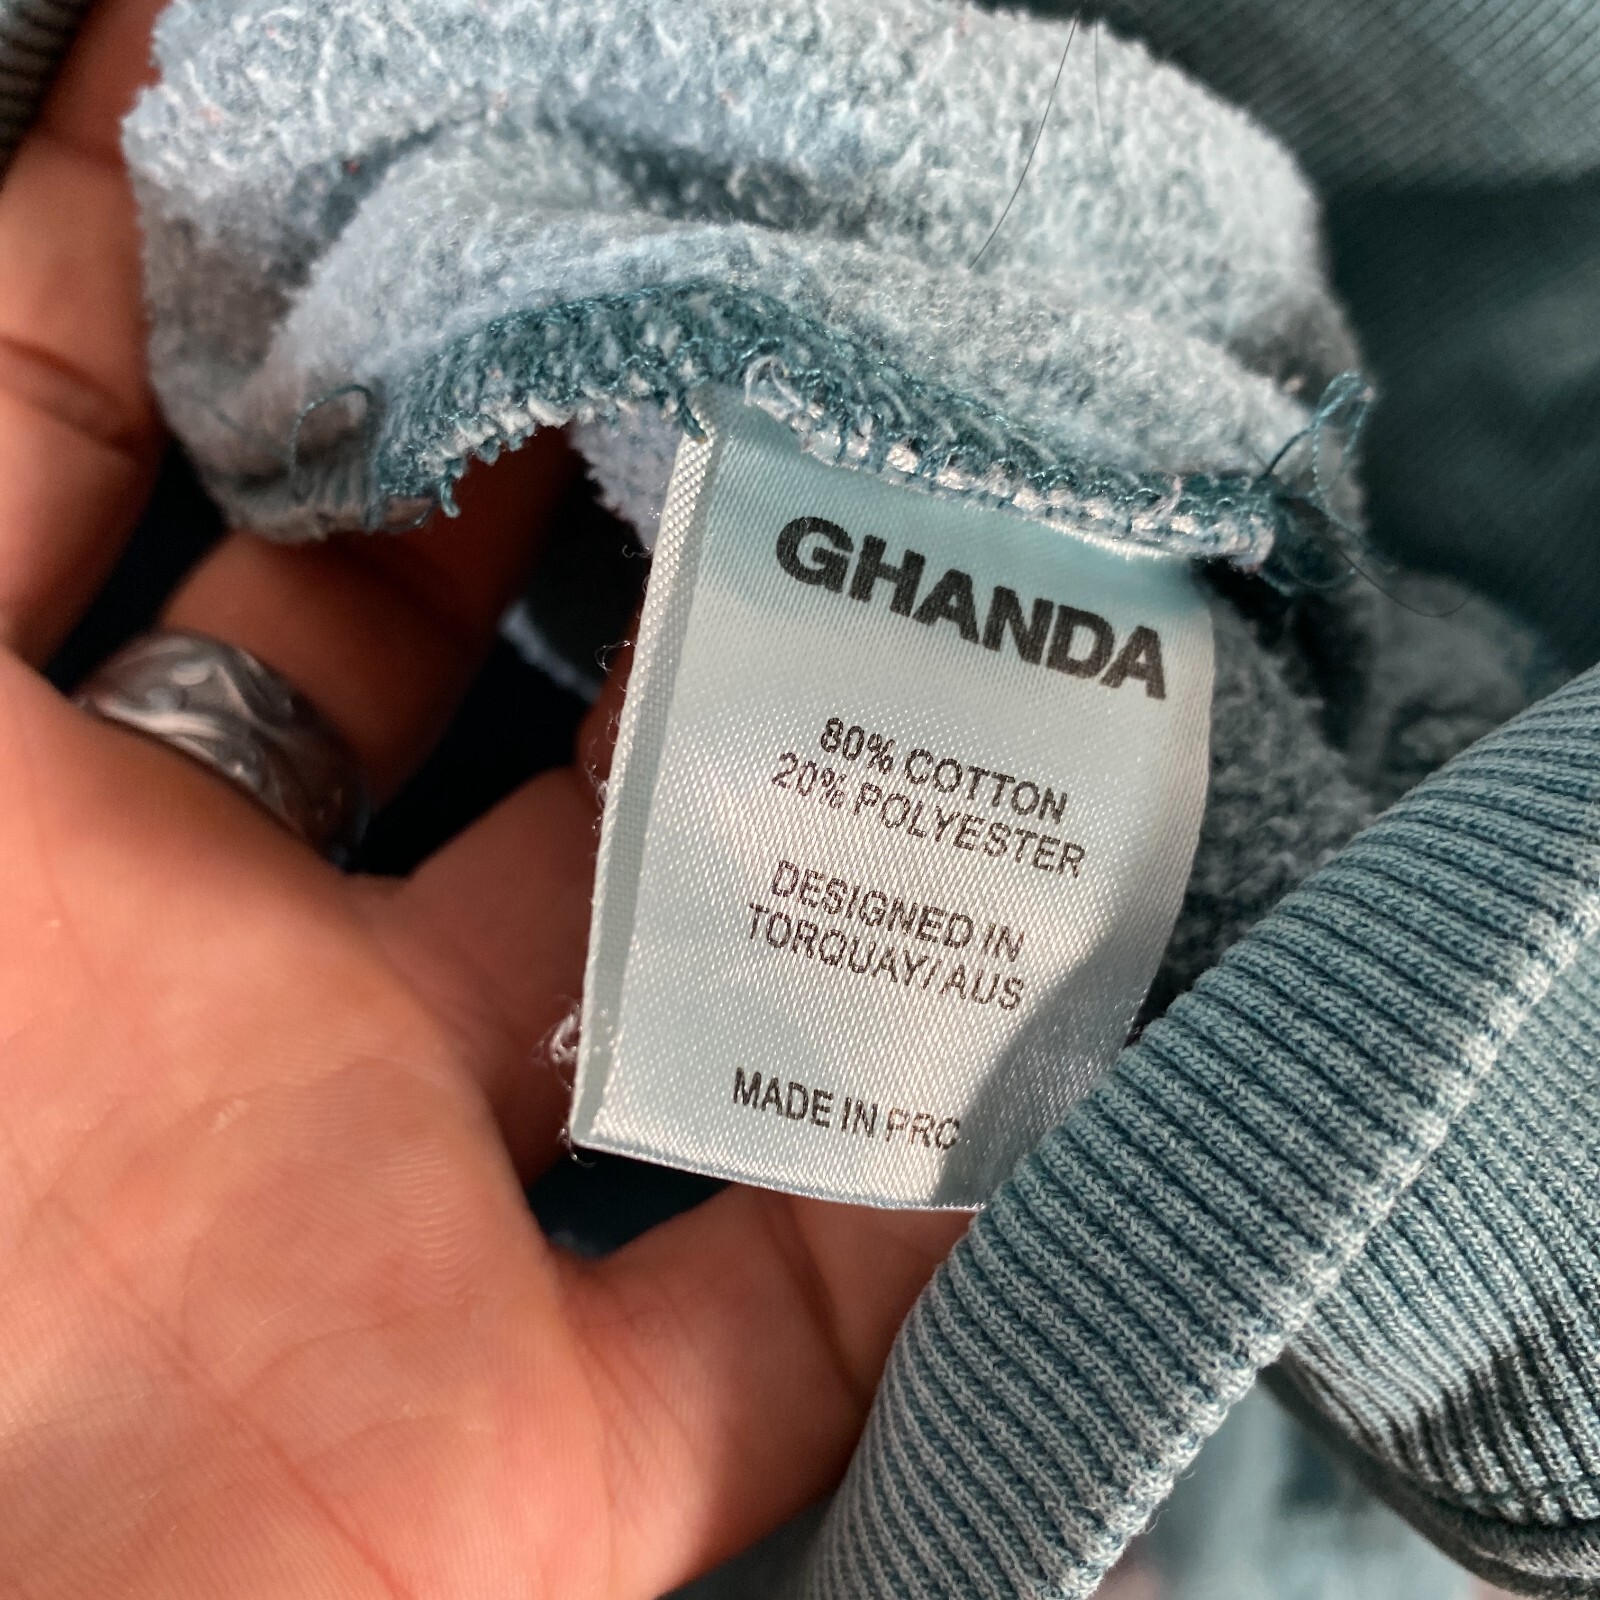 GHANDA
80% COTTON
20% POLYESTER
DESIGNED IN
TORQUAY/AUS
MADE IN PRC